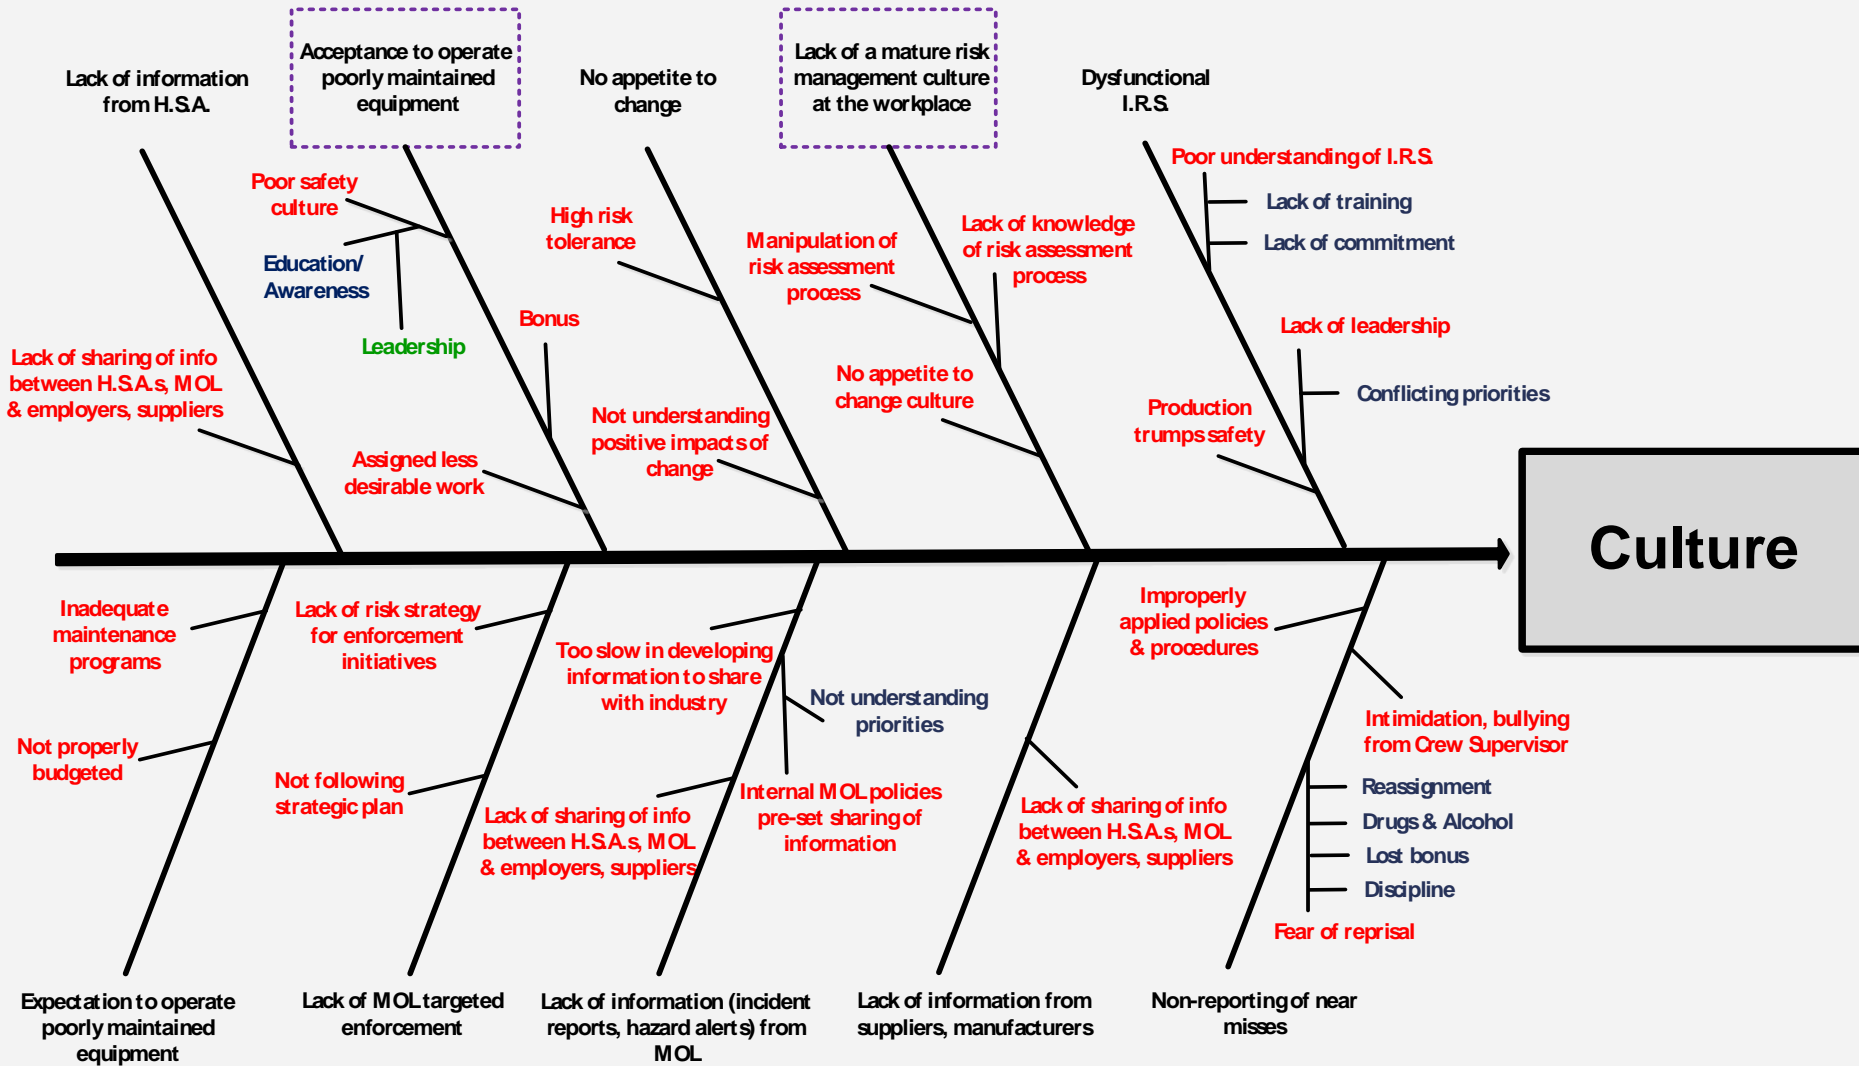 Lack of information
from H.S.A.
Acceptance to operate
poorly maintained
equipment
No appetite to
change
Lack of a mature risk
management culture
at the workplace
Dysfunctional
I.R.S.
Poor safety
culture
Education/
Awareness
Leadership
Bonus
Assigned less
desirable work
Lack of sharing of info
between H.S.A.s, MOL
& employers, suppliers
High risk
tolerance
Not understanding
positive impacts of
change
Manipulation of
risk assessment
process
Lack of knowledge
of risk assessment
process
No appetite to
change culture
Poor understanding of I.R.S.
Lack of training
Lack of commitment
Lack of leadership
Conflicting priorities
Production
trumps safety
Culture
Inadequate
maintenance
programs
Not properly
budgeted
Lack of risk strategy
for enforcement
initiatives
Not following
strategic plan
Too slow in developing
information to share
with industry
Not understanding
priorities
Lack of sharing of info
between H.S.A.s, MOL
& employers, suppliers
Internal MOL policies
pre-set sharing of
information
Lack of sharing of info
between H.S.A.s, MOL
& employers, suppliers
Improperly
applied policies
& procedures
Intimidation, bullying
from Crew Supervisor
Reassignment
Drugs & Alcohol
Lost bonus
Discipline
Fear of reprisal
Expectation to operate
poorly maintained
equipment
Lack of MOL targeted
enforcement
Lack of information (incident
reports, hazard alerts) from
MOL
Lack of information from
suppliers, manufacturers
Non-reporting of near
misses